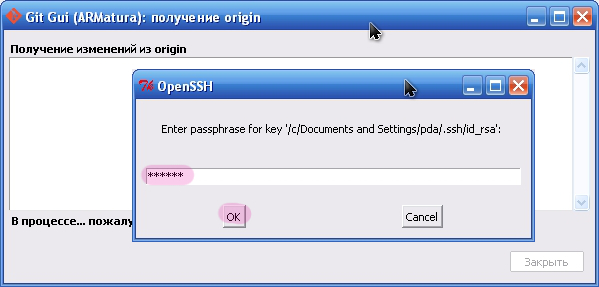 Git Gui (ARMatura): получение origin
Получение изменений из origin
OpenSSH
Enter passphrase for key '/c/Documents and Settings/pda/.ssh/id_rsa':
******
OK Cancel
В процессе... пожалу
Закрыть